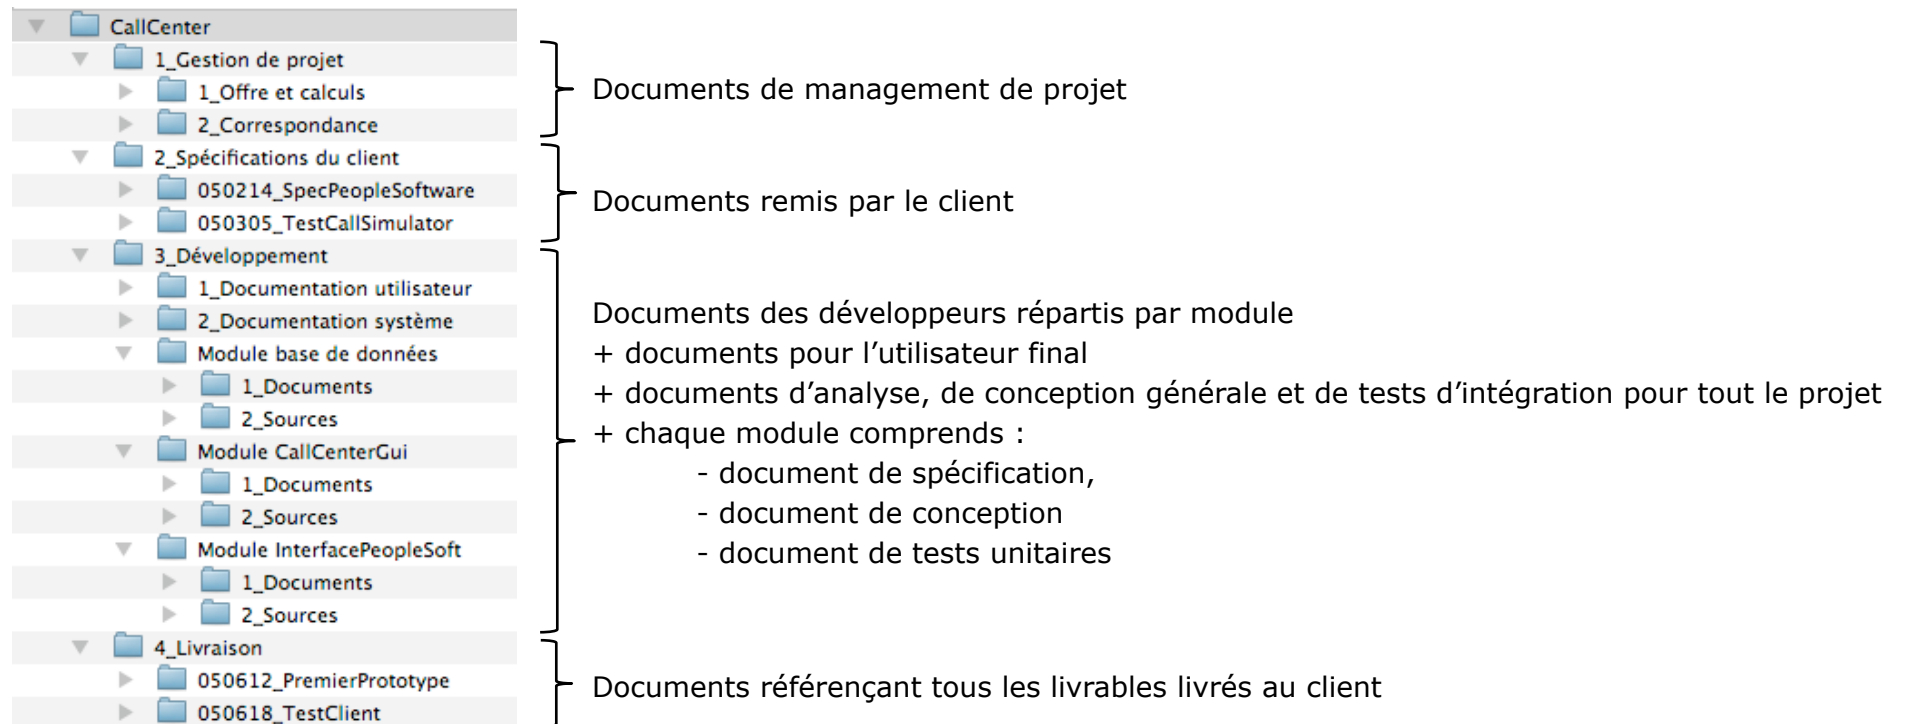 CallCenter
1_Gestion de projet
1_Offre et calculs
2_Correspondance
Documents de management de projet
2_Spécifications du client
050214_SpecPeopleSoftware
050305_TestCallSimulator
Documents remis par le client
3_Développement
1_Documentation utilisateur
2_Documentation système
Module base de données
1_Documents
2_Sources
Module CallCenterGui
1_Documents
2_Sources
Module InterfacePeopleSoft
1_Documents
2_Sources
Documents des développeurs répartis par module
+ documents pour l’utilisateur final
+ documents d’analyse, de conception générale et de tests d’intégration pour tout le projet
+ chaque module comprends :
- document de spécification,
- document de conception
- document de tests unitaires
4_Livraison
050612_PremierPrototype
050618_TestClient
Documents référençant tous les livrables livrés au client